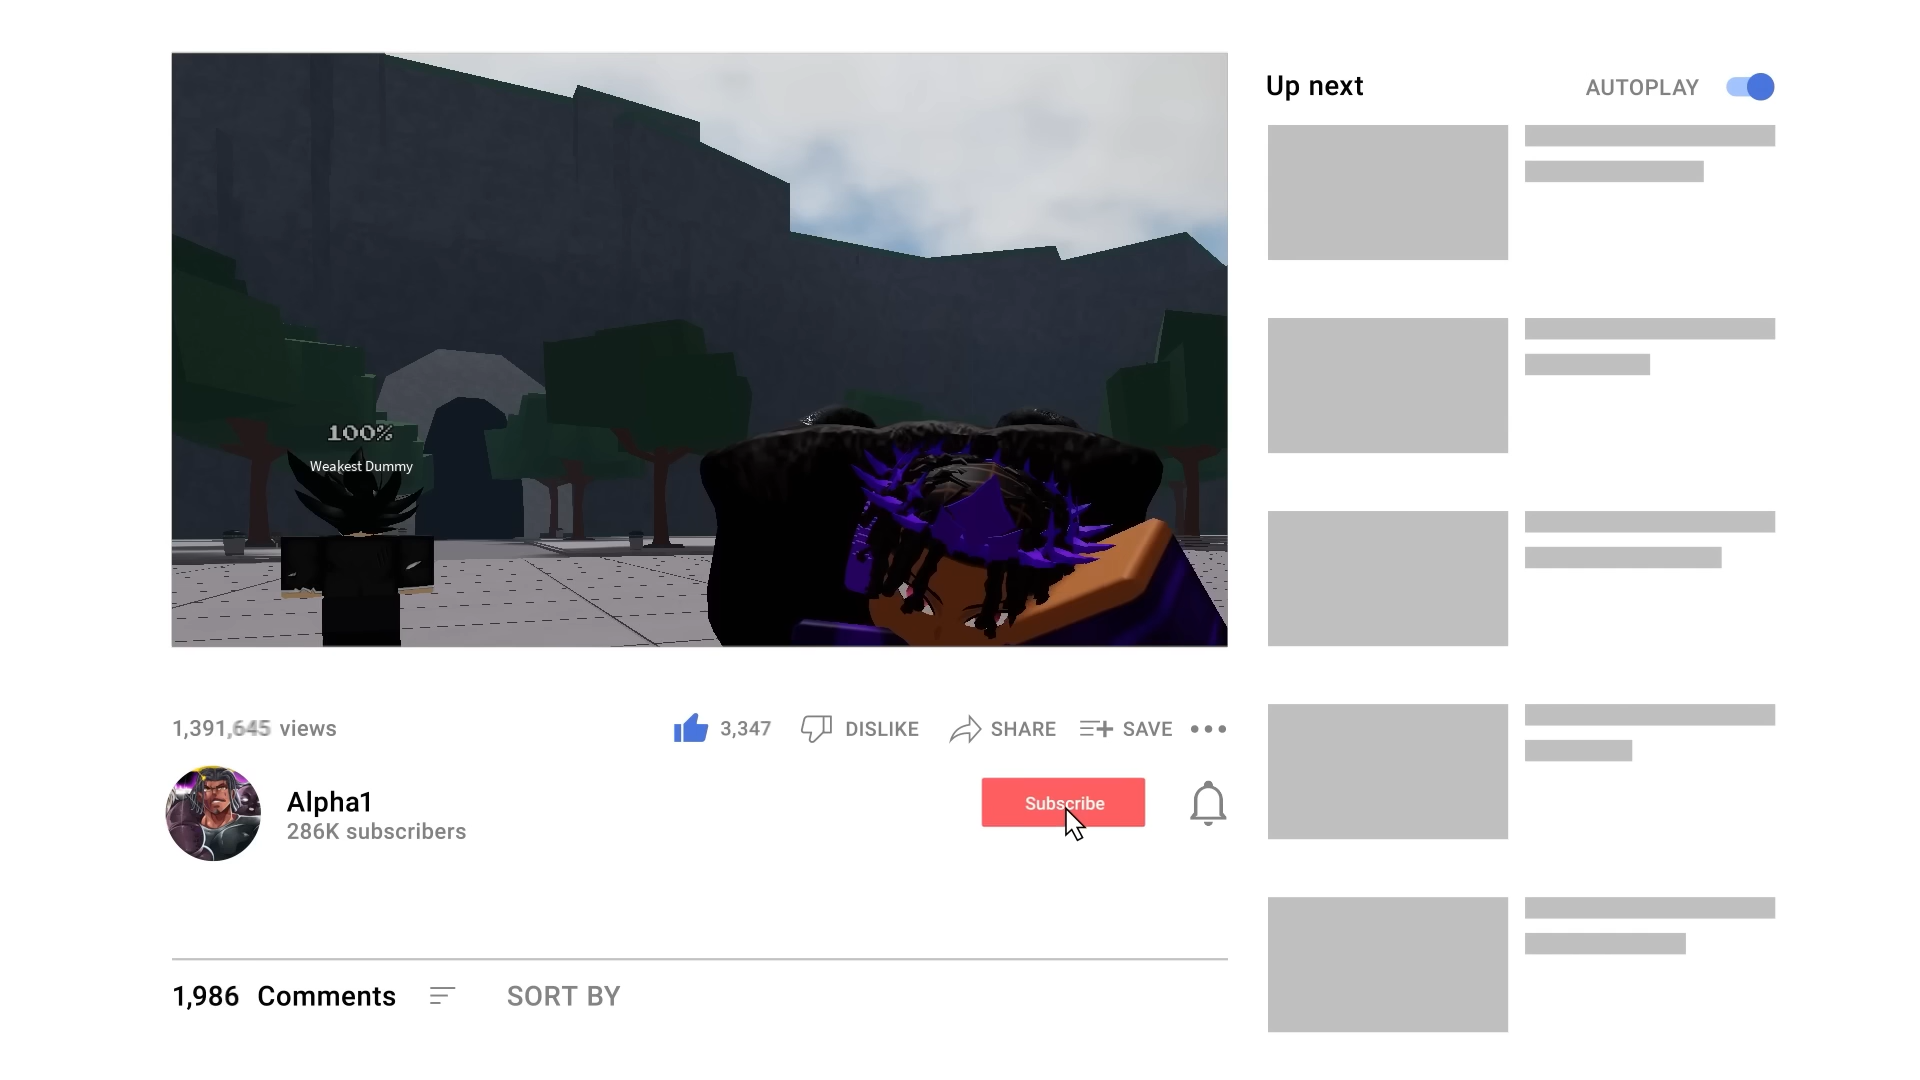 Up next
AUTOPLAY
100%
Weakest Dummy
1,391,645 views
3,347
DISLIKE
SHARE
SAVE
Alpha1
286K subscribers
Subscribe
1,986 Comments
SORT BY